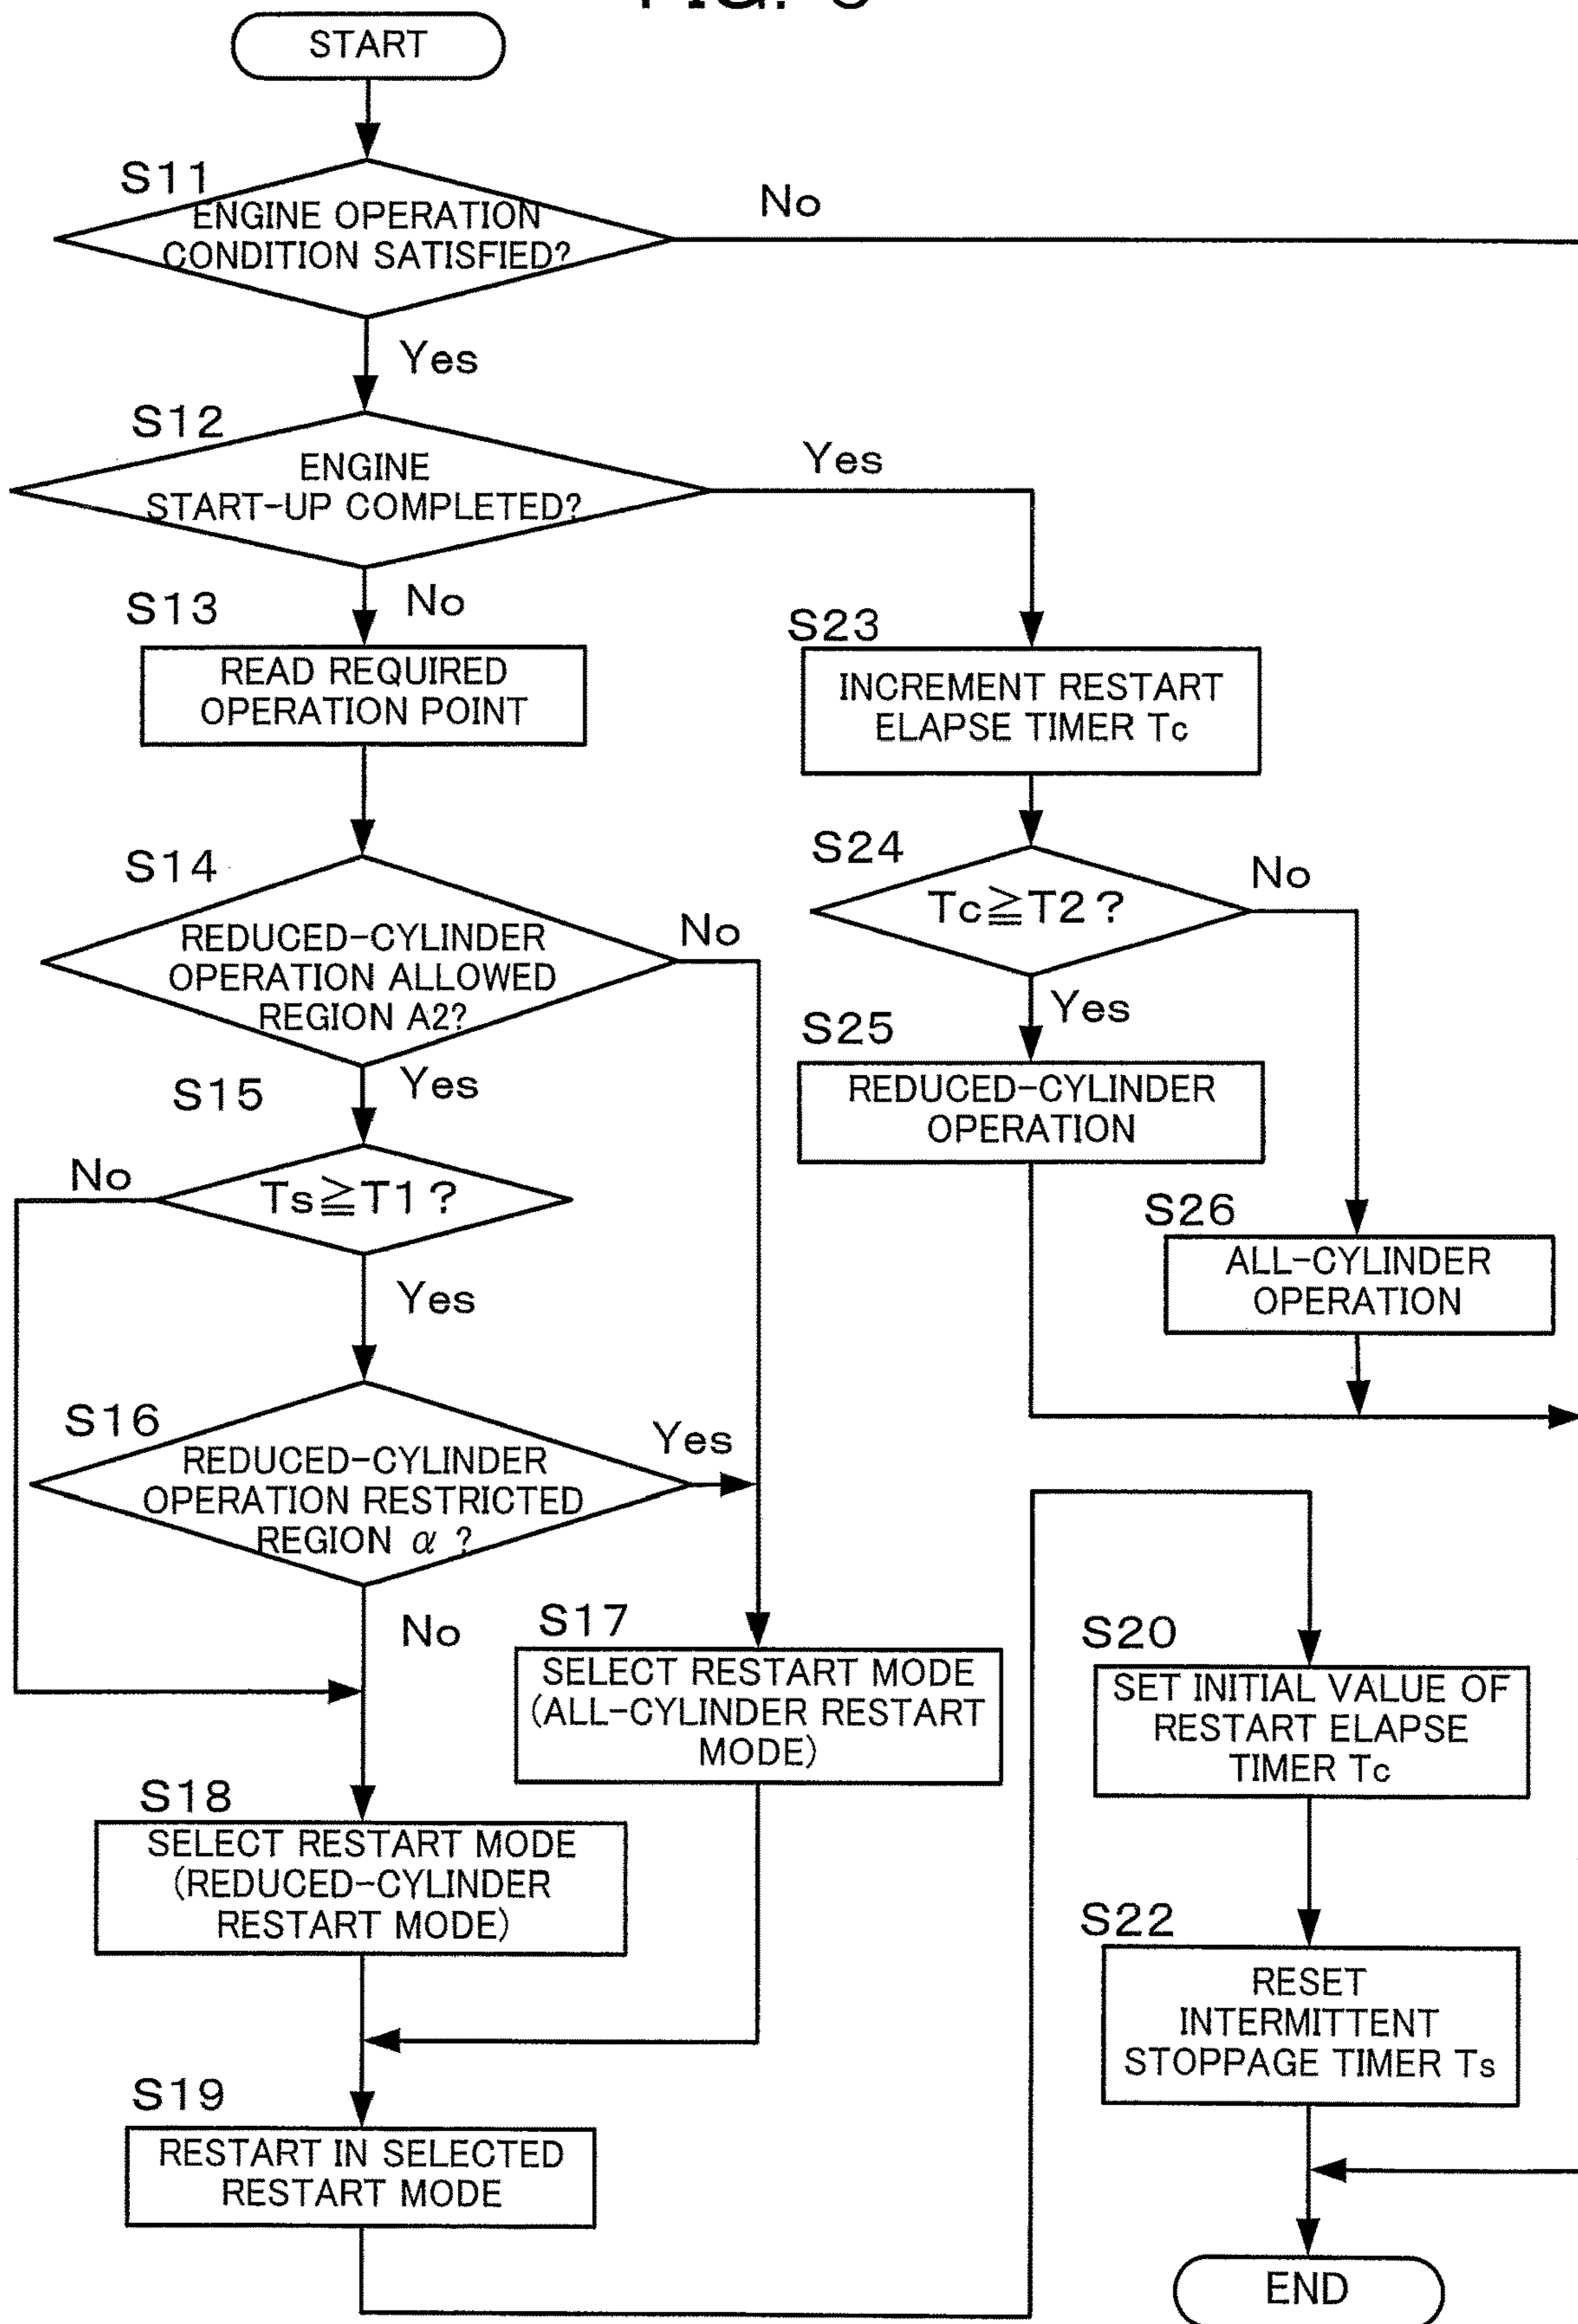 START
S11
ENGINE OPERATION
CONDITION SATISFIED?
No
Yes
S12
ENGINE
START-UP COMPLETED?
Yes
No
S13
READ REQUIRED
OPERATION POINT
S14
REDUCED-CYLINDER
OPERATION ALLOWED
REGION A2?
No
Yes
S15
Ts≧T1?
No
Yes
S16
REDUCED-CYLINDER
OPERATION RESTRICTED
REGION α ?
Yes
No
S17
SELECT RESTART MODE
(ALL-CYLINDER RESTART
MODE)
S18
SELECT RESTART MODE
(REDUCED-CYLINDER
RESTART MODE)
S19
RESTART IN SELECTED
RESTART MODE
S23
INCREMENT RESTART
ELAPSE TIMER Tc
S24
Tc≧T2?
No
Yes
S25
REDUCED-CYLINDER
OPERATION
S26
ALL-CYLINDER
OPERATION
S20
SET INITIAL VALUE OF
RESTART ELAPSE
TIMER Tc
S22
RESET
INTERMITTENT
STOPPAGE TIMER Ts
END